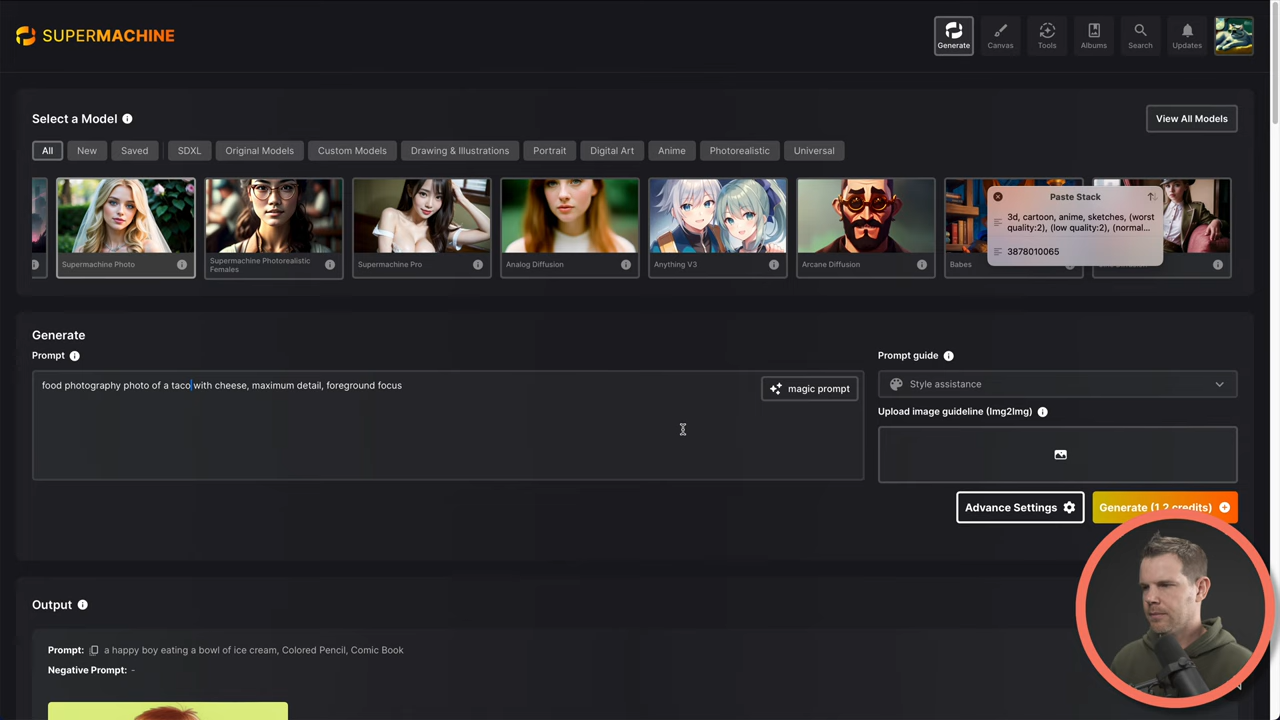 SUPERMACHINE
Generate
Canvas
Tools
Albums
Search
Updates
Select a Model
View All Models
All
New
Saved
SDXL
Original Models
Custom Models
Drawing & Illustrations
Portrait
Digital Art
Anime
Photorealistic
Universal
Supermachine Photo
Supermachine Photorealistic
Females
Supermachine Pro
Analog Diffusion
Anything V3
Arcane Diffusion
Babes
Paste Stack
3d, cartoon, anime, sketches, (worst
quality:2), (low quality:2), (normal...
3878010065
Generate
Prompt
food photography photo of a taco with cheese, maximum detail, foreground focus
magic prompt
Prompt guide
Style assistance
Upload image guideline (Img2Img)
Advance Settings
Generate (1.2 credits)
Output
Prompt: a happy boy eating a bowl of ice cream, Colored Pencil, Comic Book
Negative Prompt: -